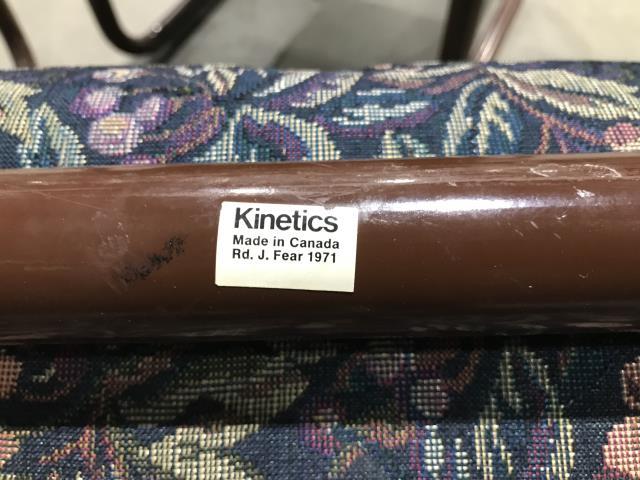 Kinetics
Made in Canada
Rd. J. Fear 1971